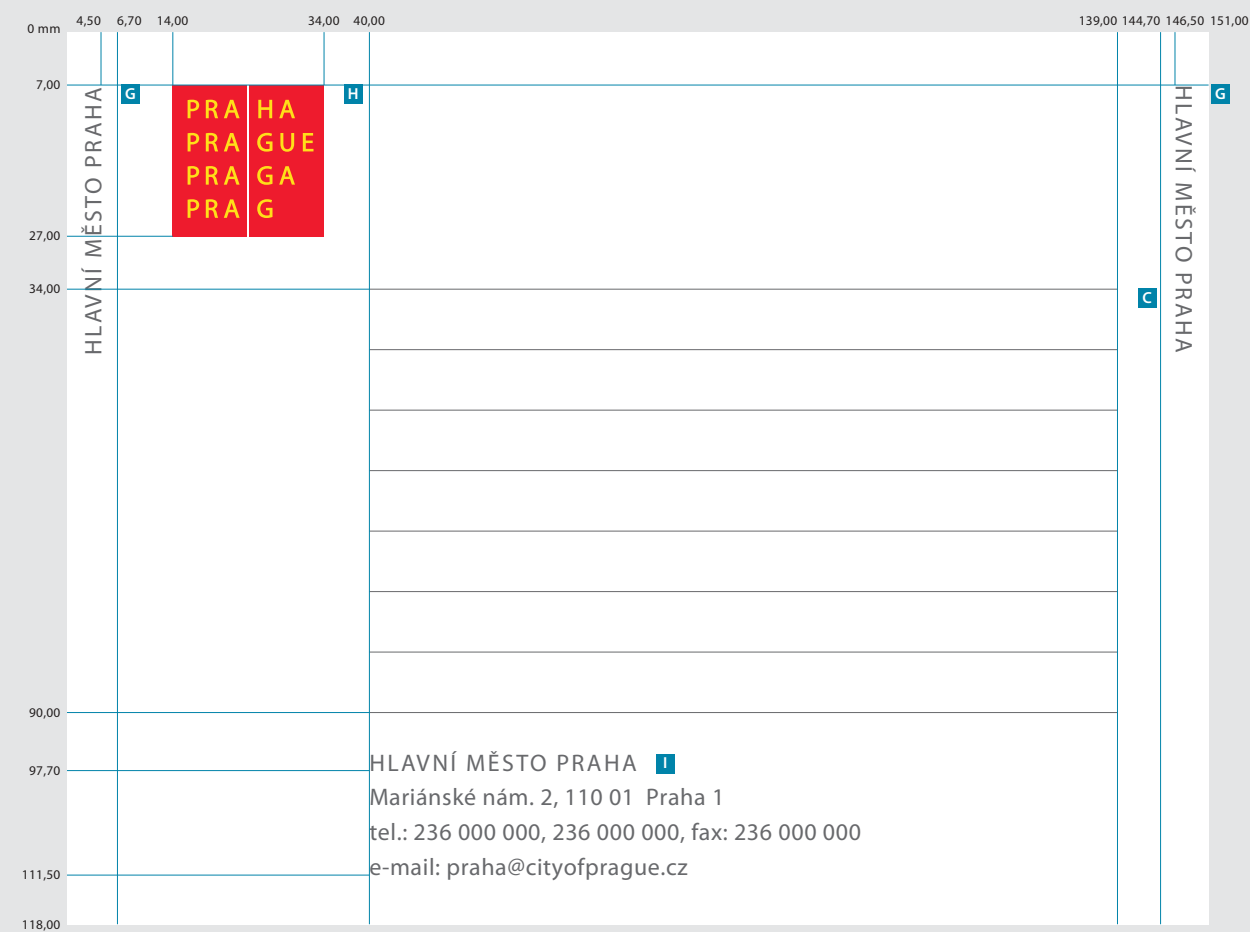 4,50 6,70 14,00 34,00 40,00 139,00 144,70 146,50 151,00
0 mm
7,00
G
H
G
HLAVNÍ MĚSTO PRAHA
PRA HA
PRA GUE
PRA GA
PRA G
HLAVNÍ MĚSTO PRAHA
27,00
34,00
C
90,00
HLAVNÍ MĚSTO PRAHA I
97,70
Mariánské nám. 2, 110 01 Praha 1
tel.: 236 000 000, 236 000 000, fax: 236 000 000
e-mail: praha@cityofprague.cz
111,50
118,00